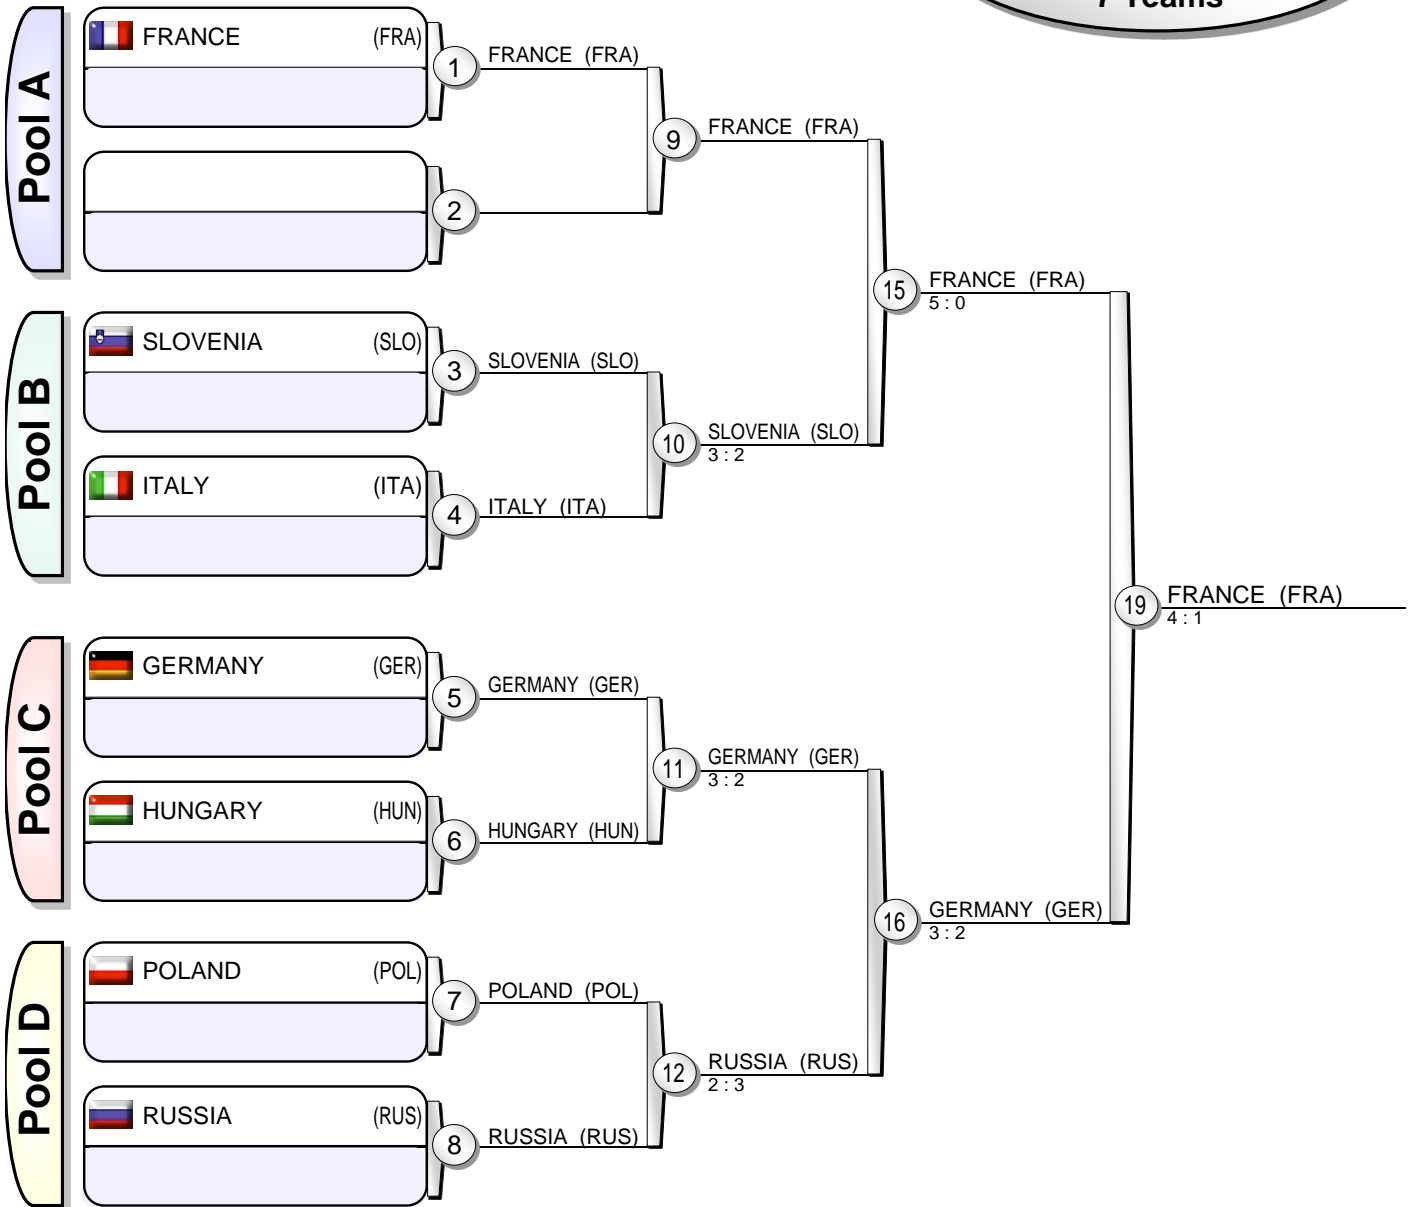 7 Teams
Pool A
FRANCE (FRA)
1
FRANCE (FRA)
2
9
FRANCE (FRA)
Pool B
SLOVENIA (SLO)
3
SLOVENIA (SLO)
ITALY (ITA)
4
ITALY (ITA)
10
SLOVENIA (SLO)
3 : 2
15
FRANCE (FRA)
5 : 0
Pool C
GERMANY (GER)
5
GERMANY (GER)
HUNGARY (HUN)
6
HUNGARY (HUN)
11
GERMANY (GER)
3 : 2
Pool D
POLAND (POL)
7
POLAND (POL)
RUSSIA (RUS)
8
RUSSIA (RUS)
12
RUSSIA (RUS)
2 : 3
16
GERMANY (GER)
3 : 2
19
FRANCE (FRA)
4 : 1